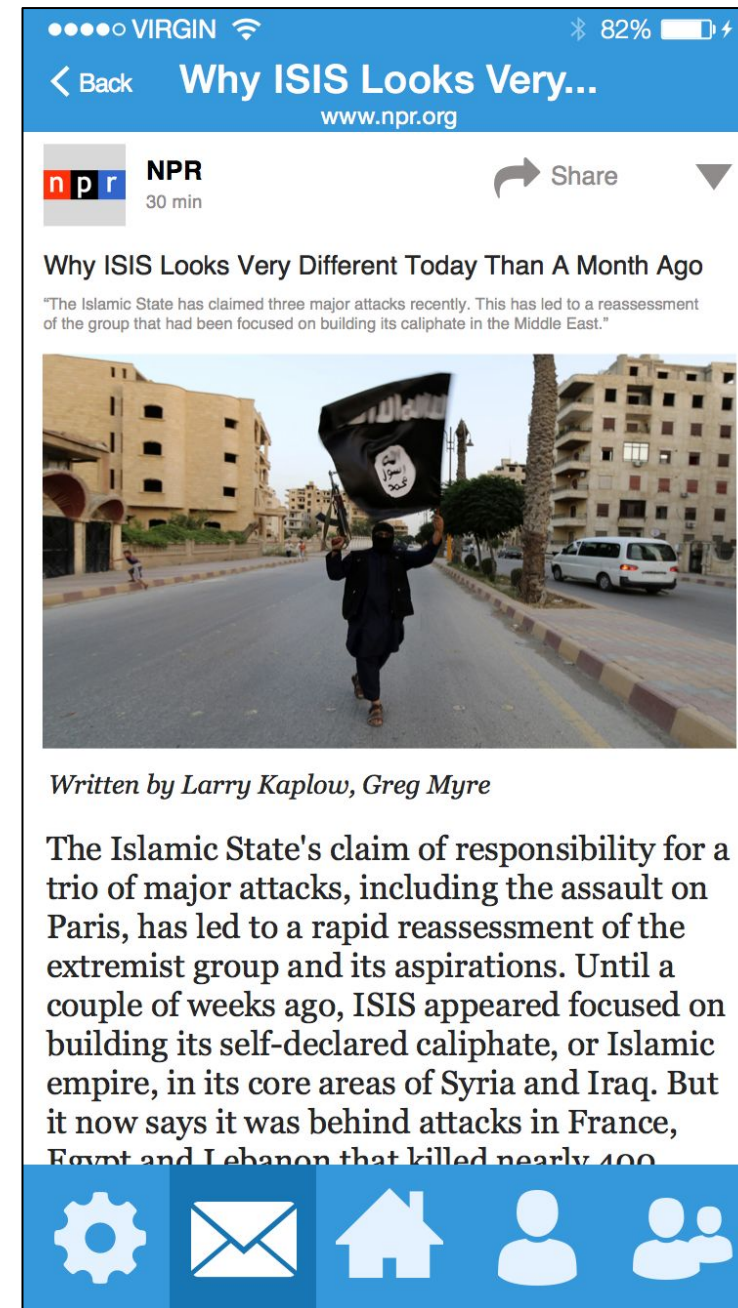 VIRGIN 82%
Back Why ISIS Looks Very...
www.npr.org
npr NPR Share
30 min
Why ISIS Looks Very Different Today Than A Month Ago
“The Islamic State has claimed three major attacks recently. This has led to a reassessment
of the group that had been focused on building its caliphate in the Middle East.”
الله
رسول
محمد
Written by Larry Kaplow, Greg Myre
The Islamic State's claim of responsibility for a
trio of major attacks, including the assault on
Paris, has led to a rapid reassessment of the
extremist group and its aspirations. Until a
couple of weeks ago, ISIS appeared focused on
building its self-declared caliphate, or Islamic
empire, in its core areas of Syria and Iraq. But
it now says it was behind attacks in France,
Egypt and Lebanon that killed nearly 400